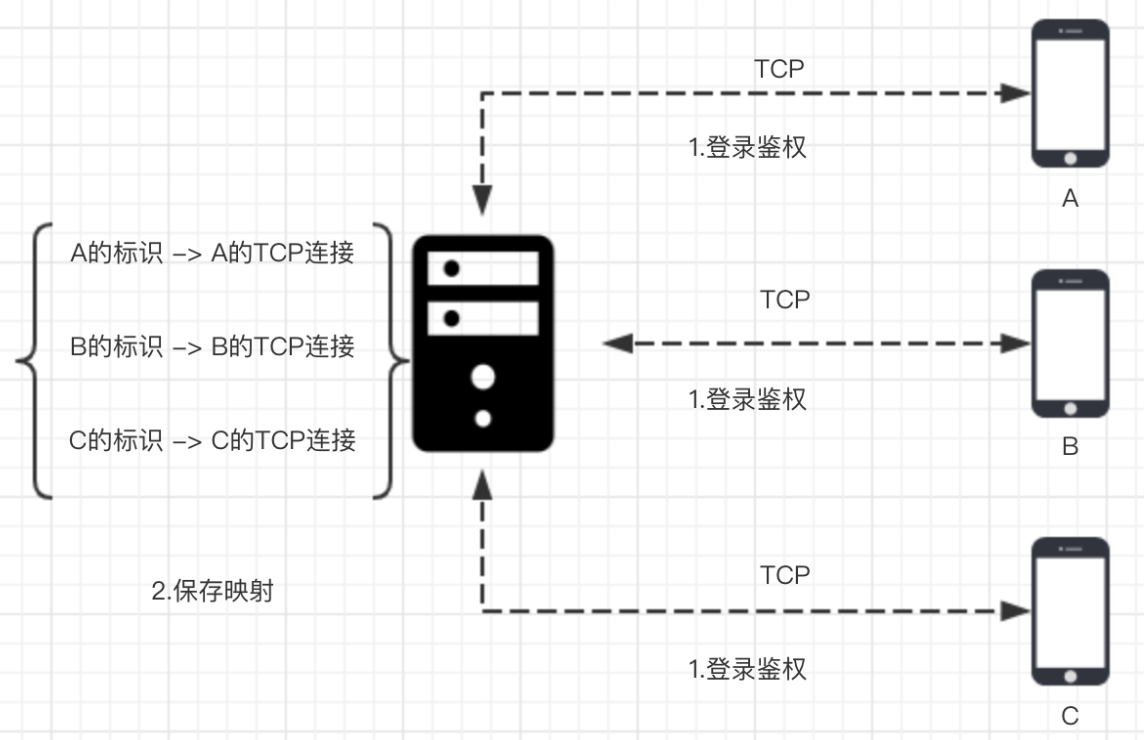 TCP
1.登录鉴权
A
A的标识 -> A的TCP连接
TCP
B的标识 -> B的TCP连接
1.登录鉴权
B
C的标识 -> C的TCP连接
TCP
2.保存映射
1.登录鉴权
C